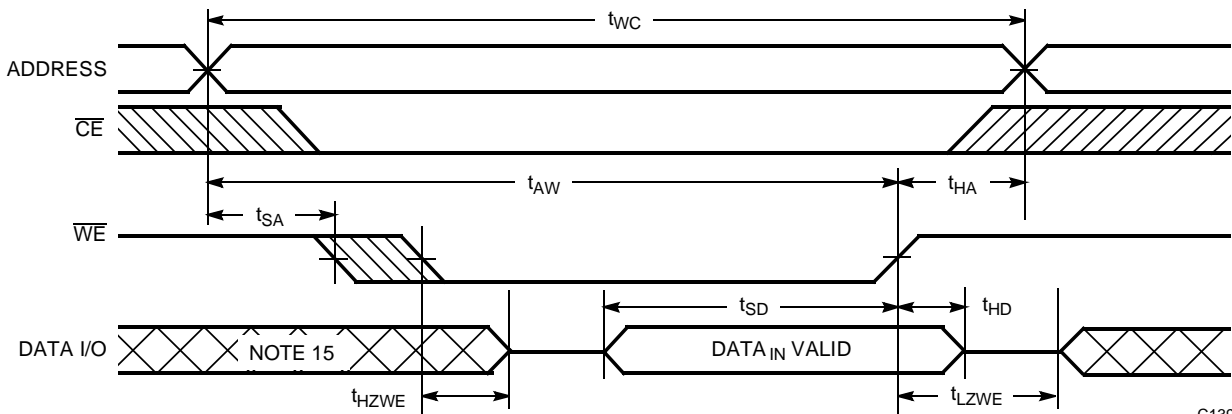 tWC
ADDRESS
CE
tAW
tHA
tSA
WE
tSD
tHD
DATA I/O
NOTE 15
DATAIN VALID
tHZWE
tLZWE